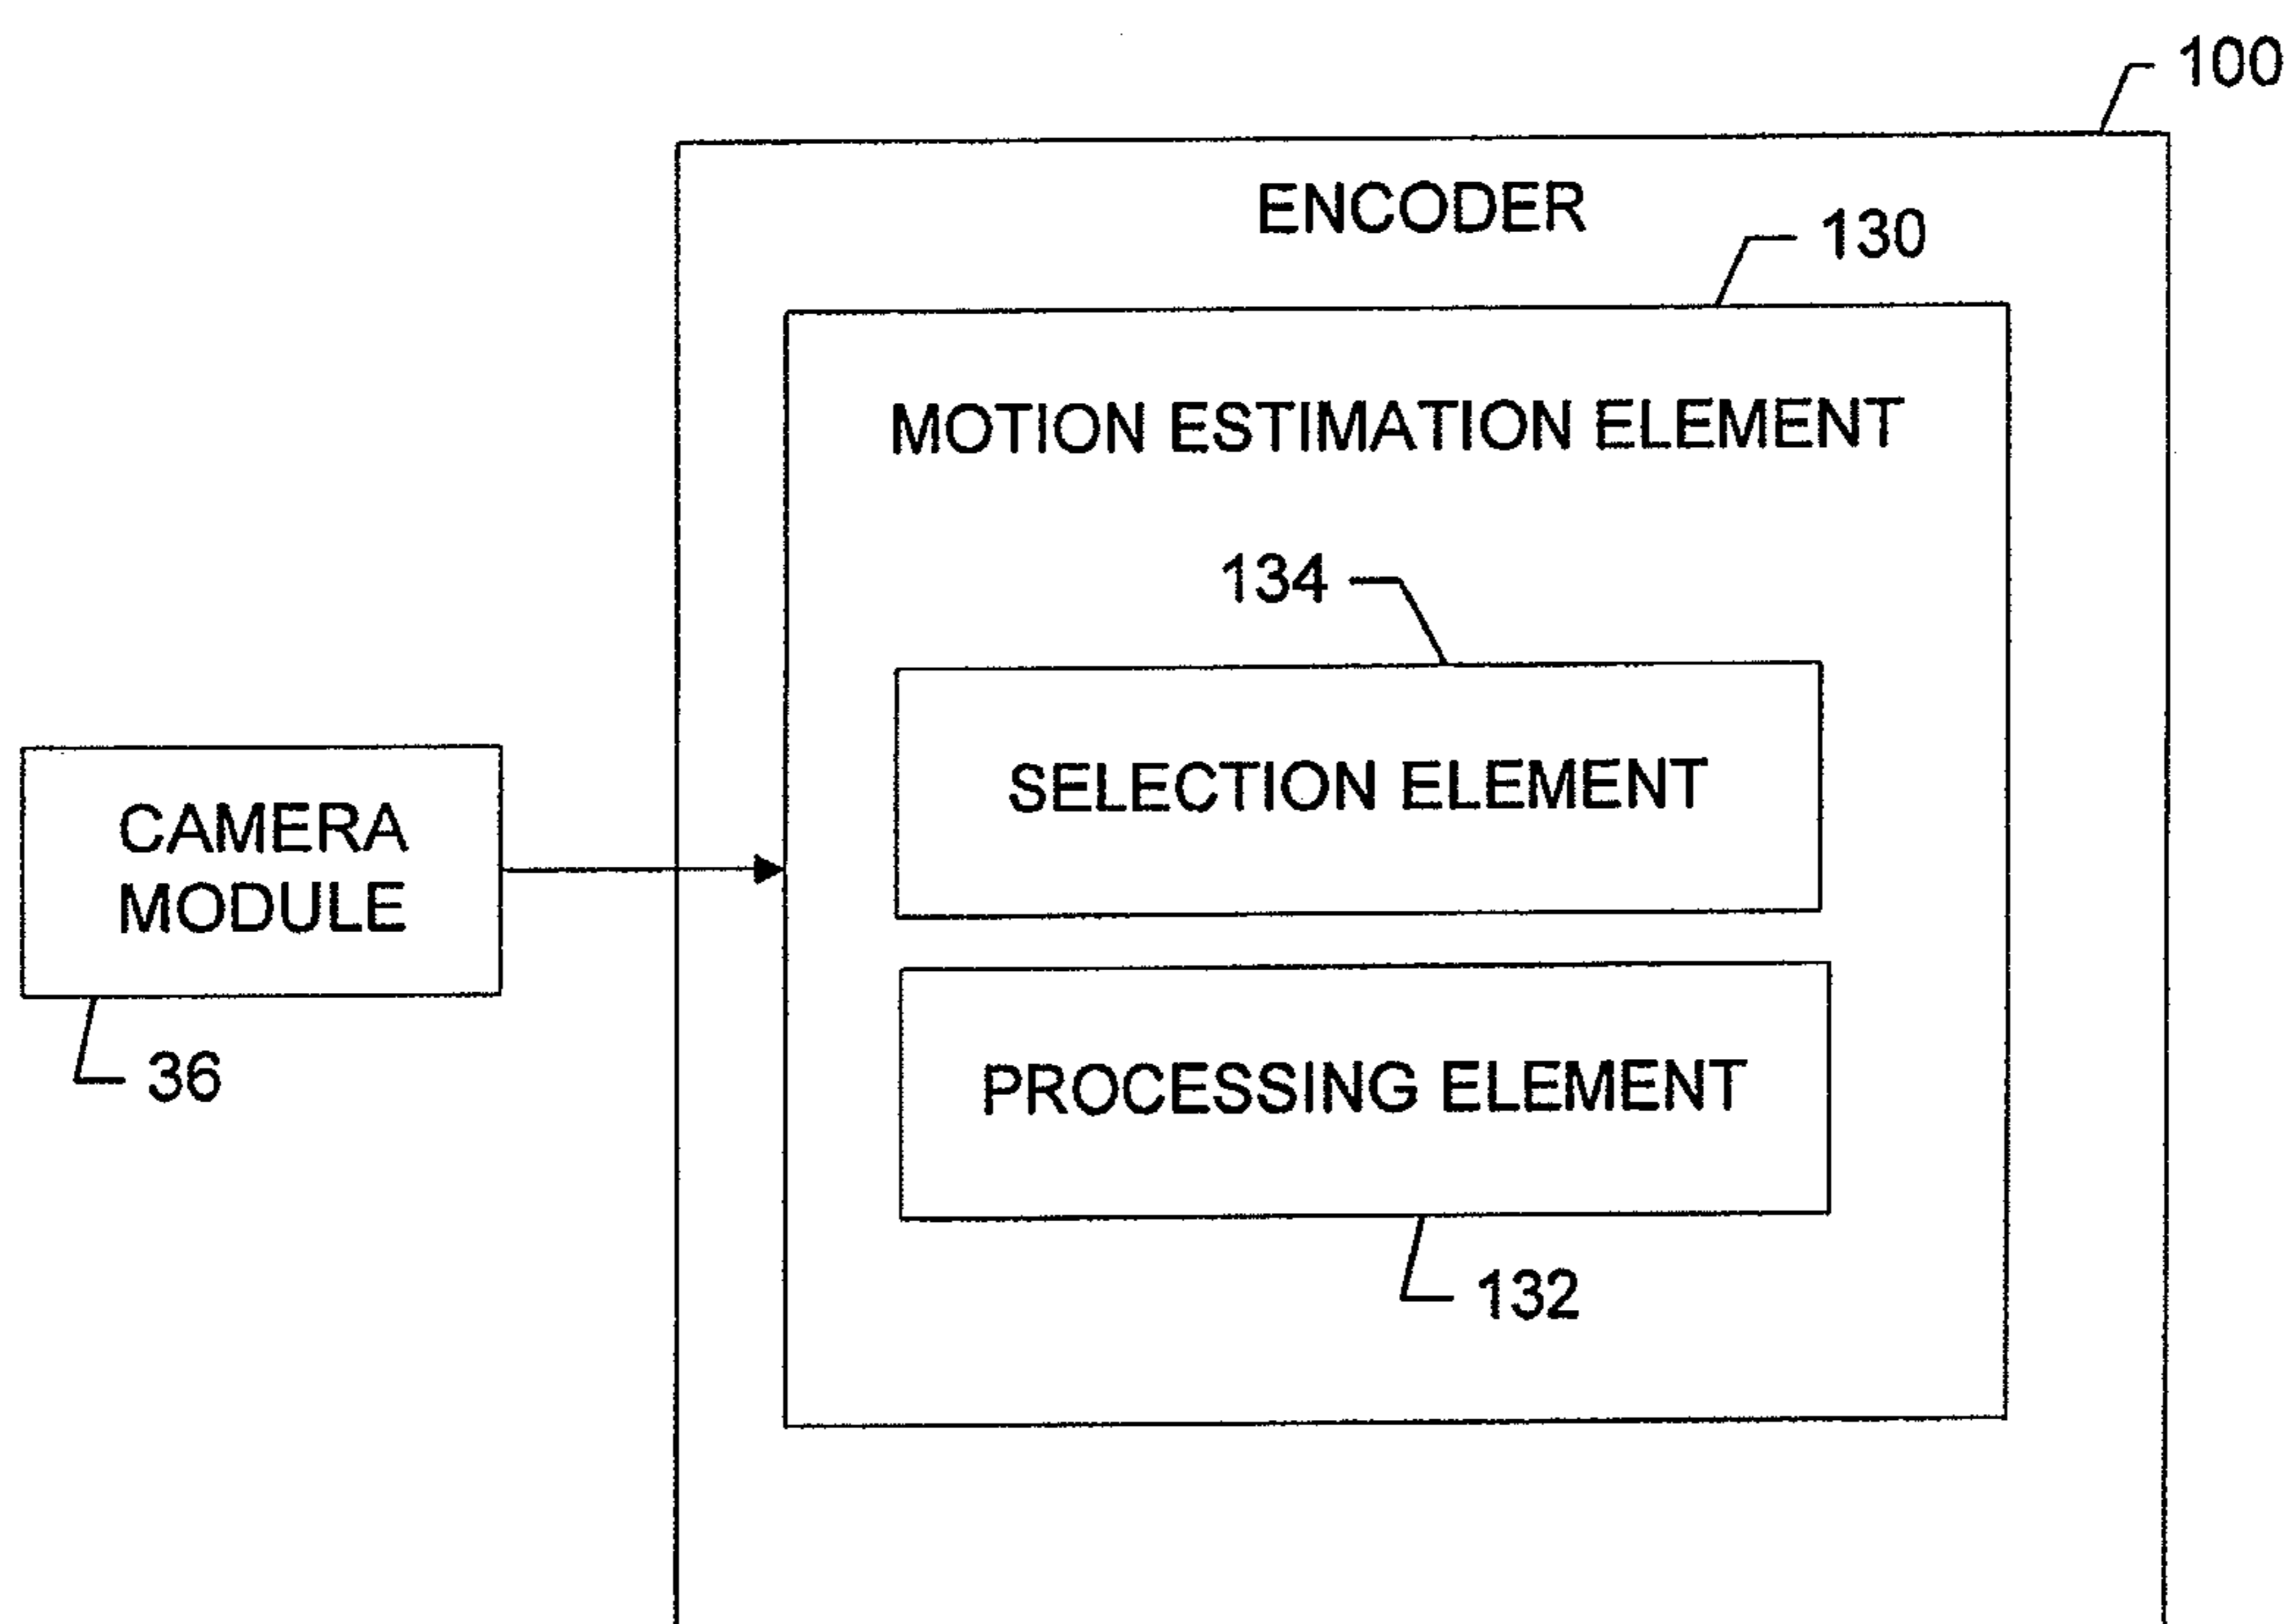 100
ENCODER
130
MOTION ESTIMATION ELEMENT
134
SELECTION ELEMENT
CAMERA
MODULE
36
PROCESSING ELEMENT
132